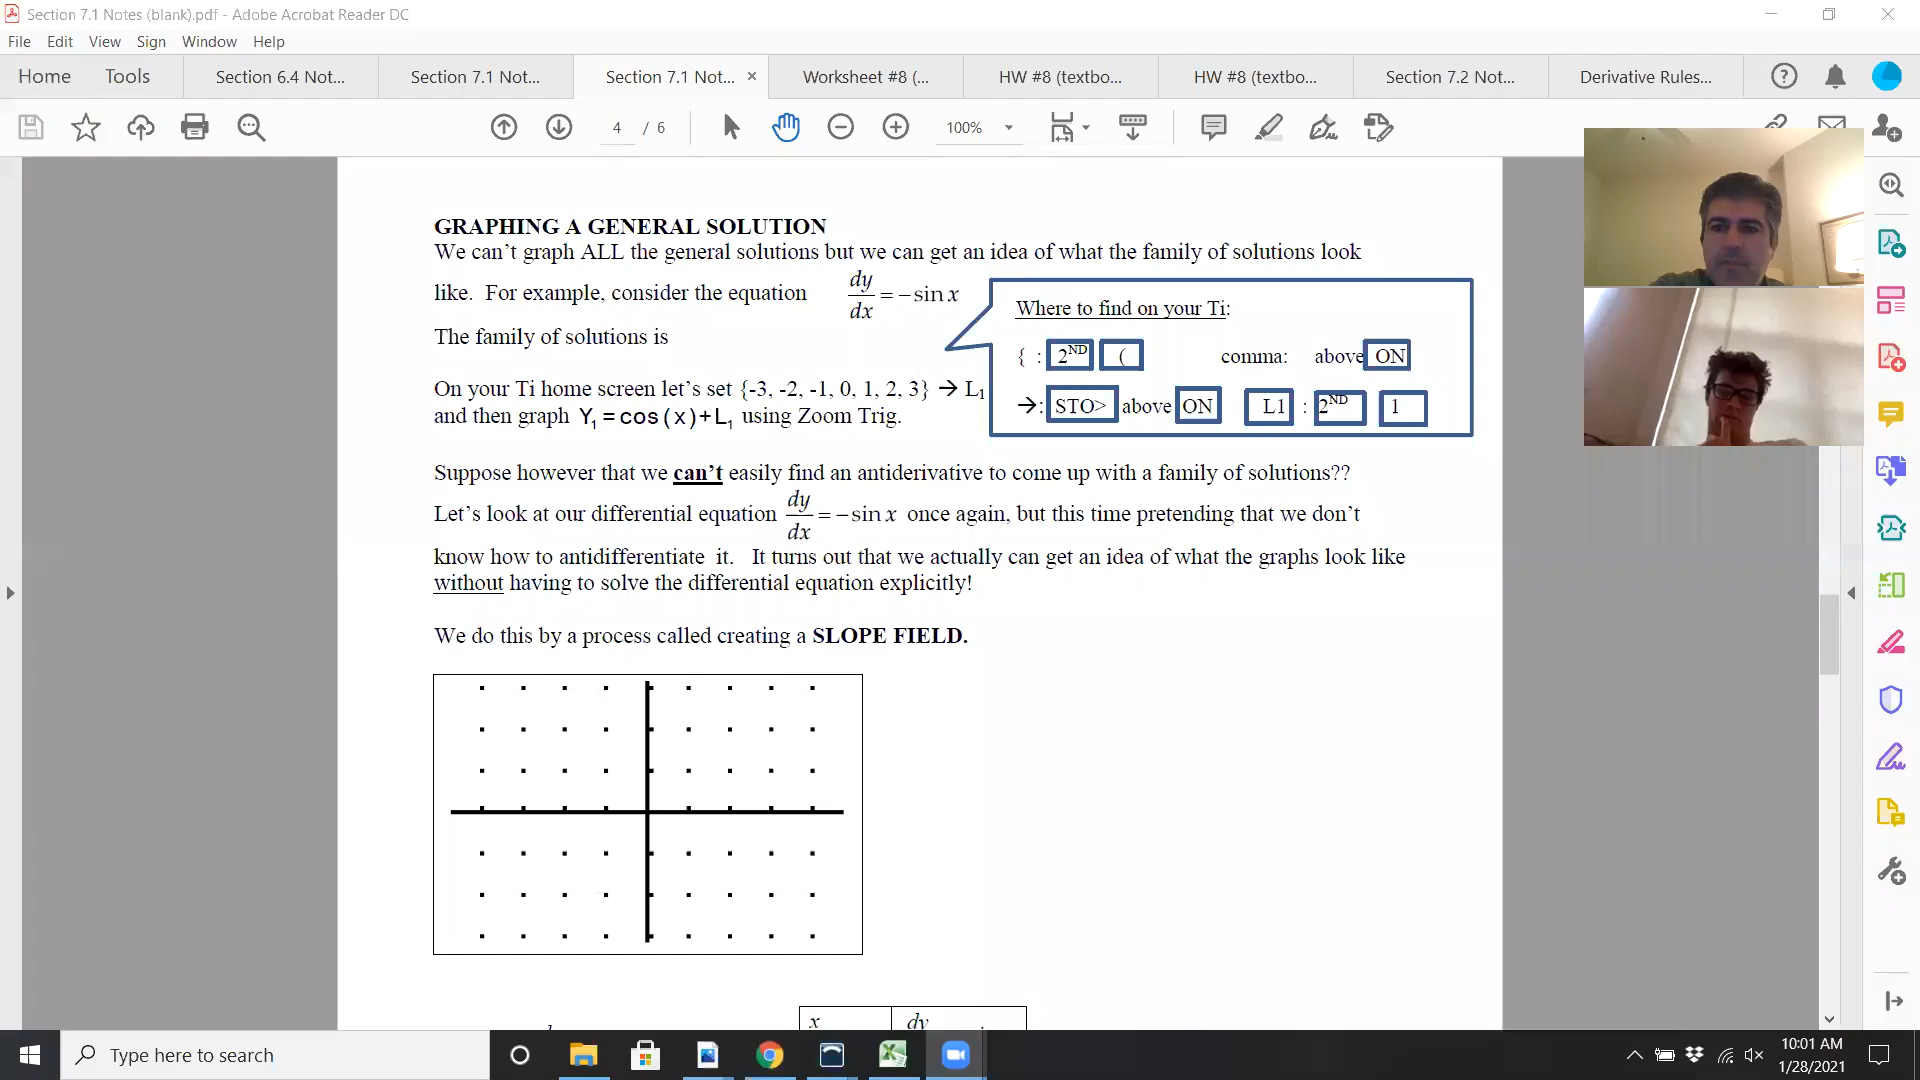 Section 7.1 Notes (blank).pdf - Adobe Acrobat Reader DC
File Edit View Sign Window Help
Home Tools Section 6.4 Not... Section 7.1 Not... Section 7.1 Not... × Worksheet #8 (... HW #8 (textbo... HW #8 (textbo... Section 7.2 Not... Derivative Rules...
4 / 6 100%
GRAPHING A GENERAL SOLUTION
We can't graph ALL the general solutions but we can get an idea of what the family of solutions look
like. For example, consider the equation dy/dx = −sin x
The family of solutions is
On your Ti home screen let's set {-3, -2, -1, 0, 1, 2, 3} → L1
and then graph Y1 = cos(x)+L1 using Zoom Trig.
Where to find on your Ti:
{ : 2ND ( comma: above ON
→: STO> above ON L1 : 2ND 1
Suppose however that we can't easily find an antiderivative to come up with a family of solutions??
Let's look at our differential equation dy/dx = −sin x once again, but this time pretending that we don't
know how to antidifferentiate it. It turns out that we actually can get an idea of what the graphs look like
without having to solve the differential equation explicitly!
We do this by a process called creating a SLOPE FIELD.
x dy
Type here to search
10:01 AM
1/28/2021